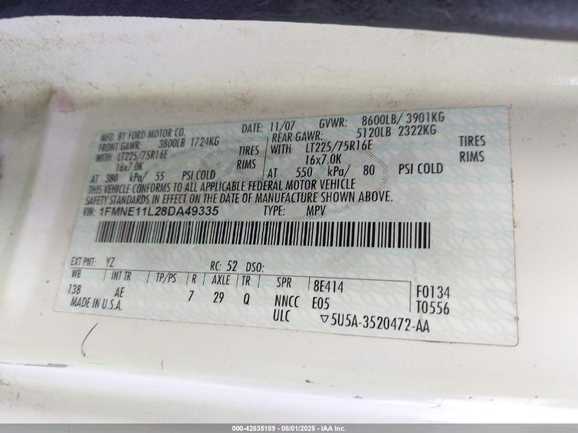 MFG. BY FORD MOTOR CO.
DATE: 11/07 GVWR: 8600LB/ 3901KG
FRONT GAWR: 3800LB 1724KG
REAR GAWR: 5120LB 2322KG
WITH LT225/75R16E TIRES
16x7.0K RIMS
AT 380 kPa/ 55 PSI COLD
WITH LT225/75R16E TIRES
16x7.0K RIMS
AT 550 kPa/ 80 PSI COLD
THIS VEHICLE CONFORMS TO ALL APPLICABLE FEDERAL MOTOR VEHICLE
SAFETY STANDARDS IN EFFECT ON THE DATE OF MANUFACTURE SHOWN ABOVE.
VIN: 1FMNE11L28DA49335 TYPE: MPV
EXT PNT: YZ RC: 52 DSO:
WB INT TR TP/PS R AXLE TR SPR 8E414 F0134
138 AE 7 29 Q NNCC E05 T0556
MADE IN U.S.A. ULC ▽5U5A-3520472-AA
000-42835189 - 08/01/2025 - IAA Inc.